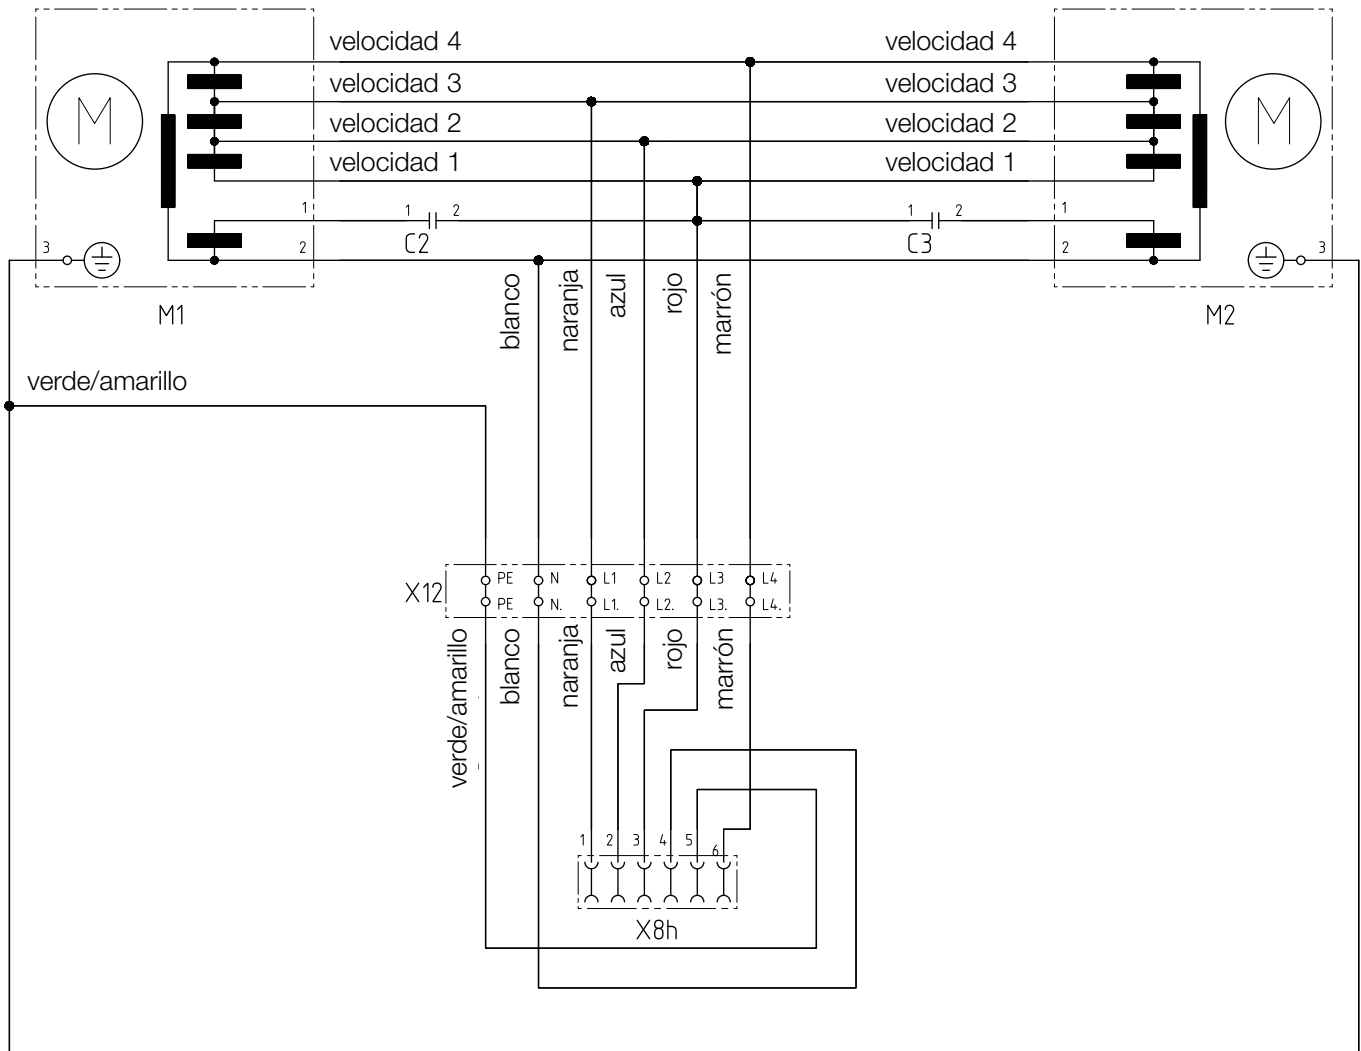 velocidad 4 velocidad 4
velocidad 3 velocidad 3
M M
velocidad 2 velocidad 2
velocidad 1 velocidad 1
1 1 2 1 2 1
C2 C3
3 2 2 3
blanco
naranja
azul
rojo
marrón
M1 M2
verde/amarillo
X12
PE N L1 L2 L3 L4
PE N. L1. L2. L3. L4.
verde/amarillo
blanco
naranja
azul
rojo
marrón
1 2 3 4 5 6
X8h